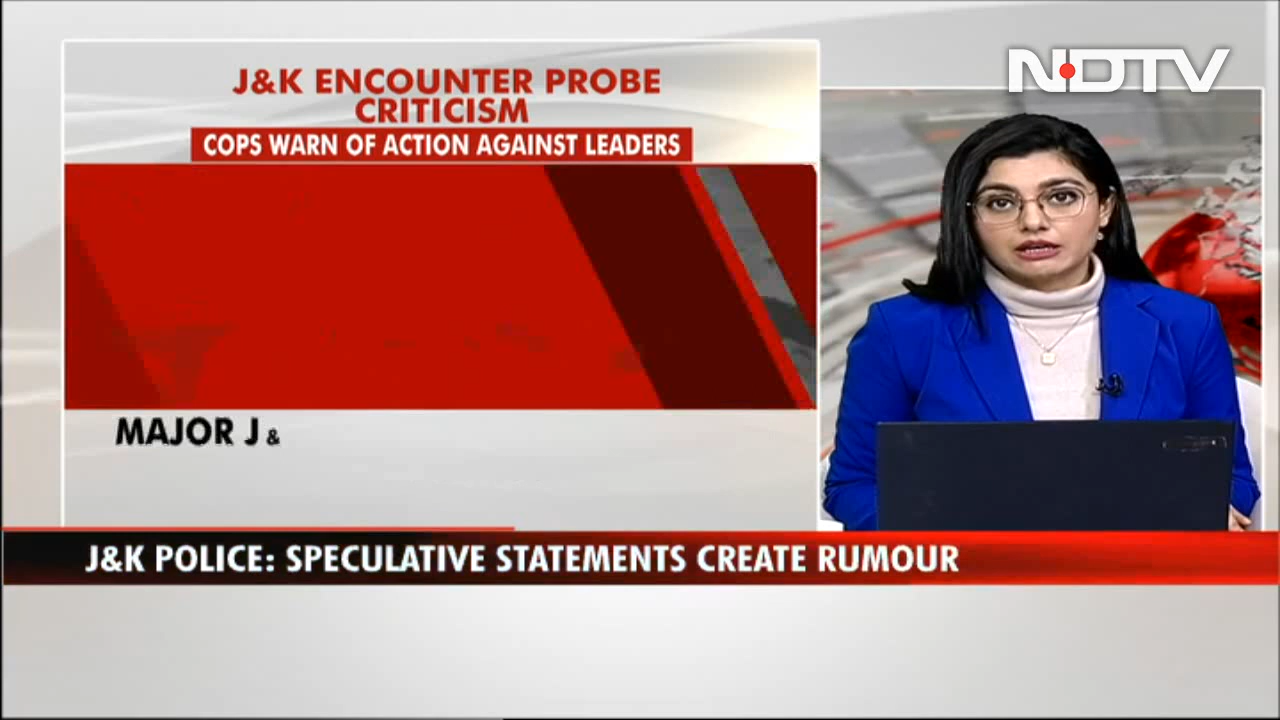 J&K ENCOUNTER PROBE
CRITICISM
COPS WARN OF ACTION AGAINST LEADERS
NDTV
MAJOR J &
J&K POLICE: SPECULATIVE STATEMENTS CREATE RUMOUR